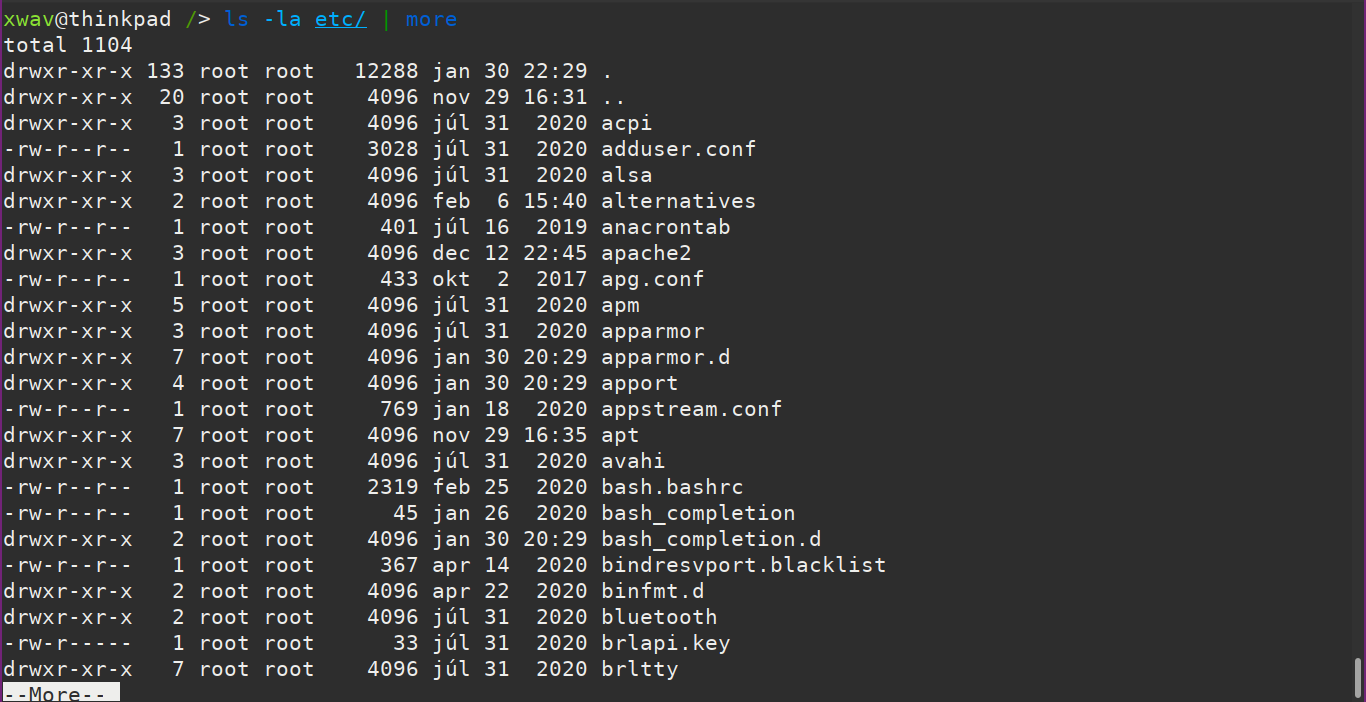 xwav@thinkpad /> ls -la etc/ | more
total 1104
drwxr-xr-x 133 root root   12288 jan 30 22:29 .
drwxr-xr-x  20 root root    4096 nov 29 16:31 ..
drwxr-xr-x   3 root root    4096 júl 31  2020 acpi
-rw-r--r--   1 root root    3028 júl 31  2020 adduser.conf
drwxr-xr-x   3 root root    4096 júl 31  2020 alsa
drwxr-xr-x   2 root root    4096 feb  6 15:40 alternatives
-rw-r--r--   1 root root     401 júl 16  2019 anacrontab
drwxr-xr-x   3 root root    4096 dec 12 22:45 apache2
-rw-r--r--   1 root root     433 okt  2  2017 apg.conf
drwxr-xr-x   5 root root    4096 júl 31  2020 apm
drwxr-xr-x   3 root root    4096 júl 31  2020 apparmor
drwxr-xr-x   7 root root    4096 jan 30 20:29 apparmor.d
drwxr-xr-x   4 root root    4096 jan 30 20:29 apport
-rw-r--r--   1 root root     769 jan 18  2020 appstream.conf
drwxr-xr-x   7 root root    4096 nov 29 16:35 apt
drwxr-xr-x   3 root root    4096 júl 31  2020 avahi
-rw-r--r--   1 root root    2319 feb 25  2020 bash.bashrc
-rw-r--r--   1 root root      45 jan 26  2020 bash_completion
drwxr-xr-x   2 root root    4096 jan 30 20:29 bash_completion.d
-rw-r--r--   1 root root     367 apr 14  2020 bindresvport.blacklist
drwxr-xr-x   2 root root    4096 apr 22  2020 binfmt.d
drwxr-xr-x   2 root root    4096 júl 31  2020 bluetooth
-rw-r-----   1 root root      33 júl 31  2020 brlapi.key
drwxr-xr-x   7 root root    4096 júl 31  2020 brltty
--More--